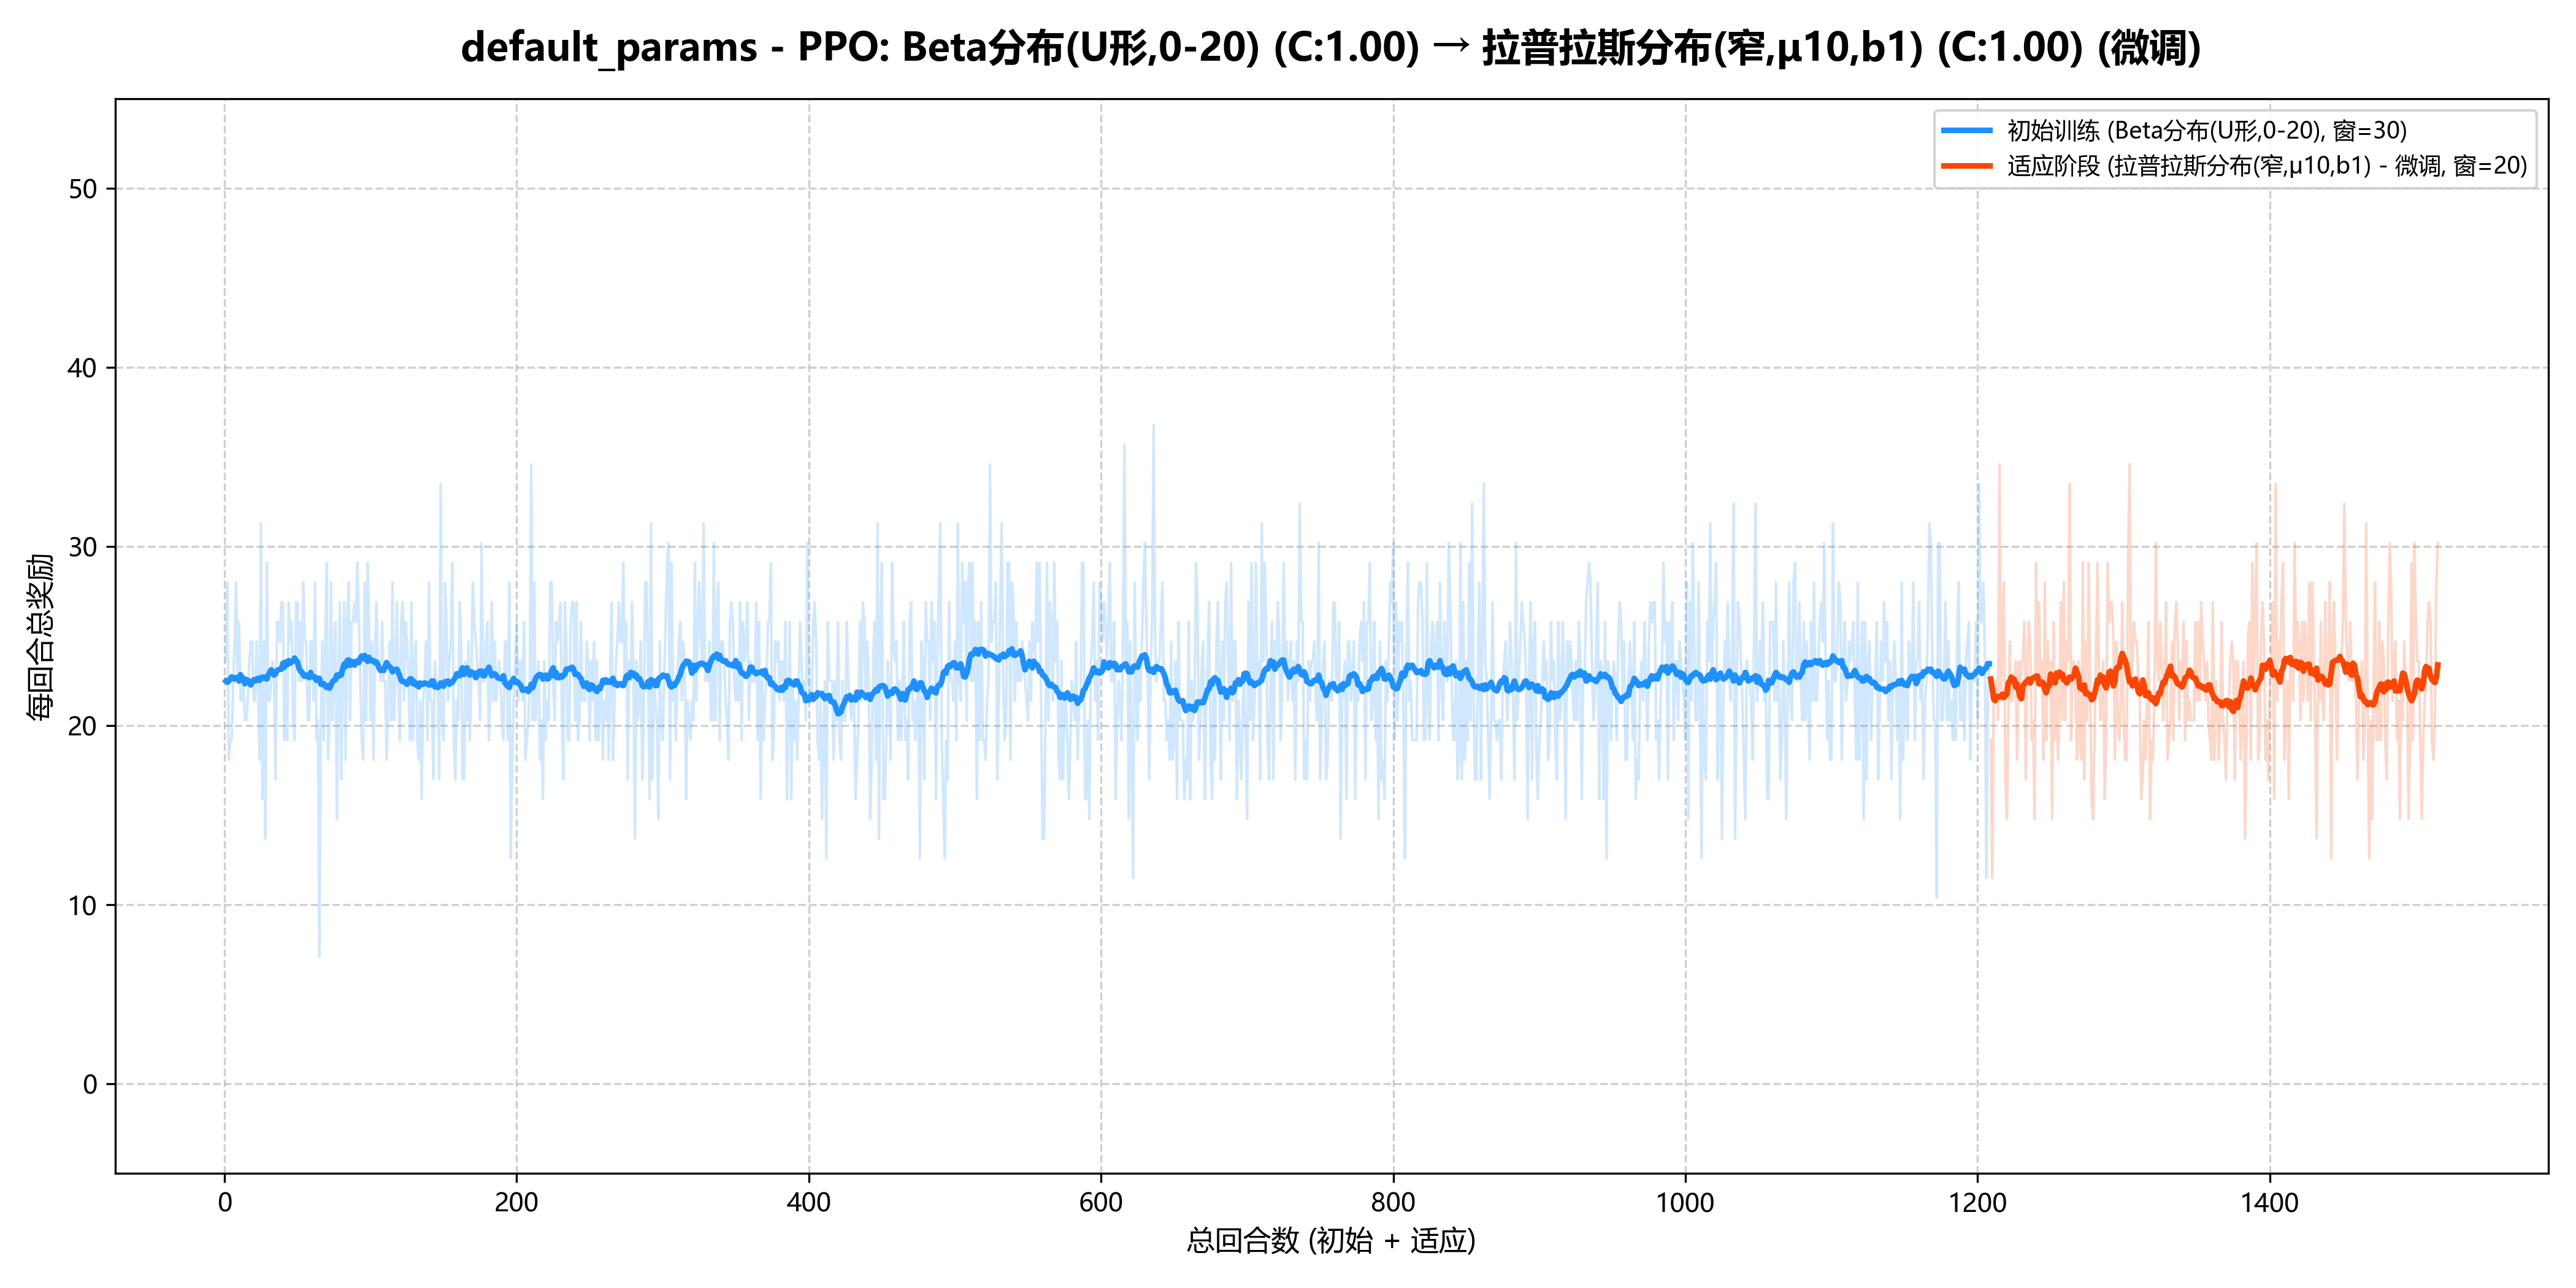 default_params - PPO: Beta分布(U形,0-20) (C:1.00) → 拉普拉斯分布(窄,μ10,b1) (C:1.00) (微调)
初始训练 (Beta分布(U形,0-20), 窗=30)
适应阶段 (拉普拉斯分布(窄,μ10,b1) - 微调, 窗=20)
每回合总奖励
50
40
30
20
10
0
0 200 400 600 800 1000 1200 1400
总回合数 (初始 + 适应)